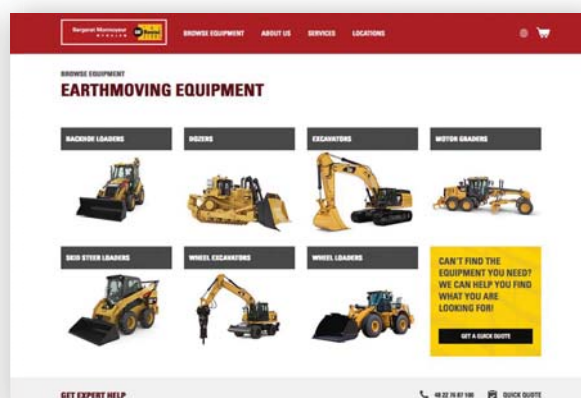 Bergerat Monnoyeur
BROWSE EQUIPMENT
ABOUT US
SERVICES
LOCATIONS
BROWSE EQUIPMENT
EARTHMOVING EQUIPMENT
BACKHOE LOADERS
DOZERS
EXCAVATORS
MOTOR GRADERS
SKID STEER LOADERS
WHEEL EXCAVATORS
WHEEL LOADERS
CAN'T FIND THE
EQUIPMENT YOU NEED?
WE CAN HELP YOU FIND
WHAT YOU ARE
LOOKING FOR!
GET A QUICK QUOTE
GET EXPERT HELP
QUICK QUOTE